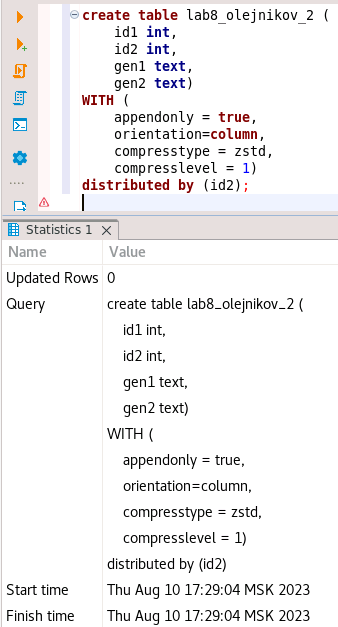 create table lab8_olejnikov_2 (
id1 int,
id2 int,
gen1 text,
gen2 text)
WITH (
appendonly = true,
orientation=column,
compresstype = zstd,
compresslevel = 1)
distributed by (id2);
Statistics 1
Name Value
Updated Rows 0
Query create table lab8_olejnikov_2 (
id1 int,
id2 int,
gen1 text,
gen2 text)
WITH (
appendonly = true,
orientation=column,
compresstype = zstd,
compresslevel = 1)
distributed by (id2)
Start time Thu Aug 10 17:29:04 MSK 2023
Finish time Thu Aug 10 17:29:04 MSK 2023